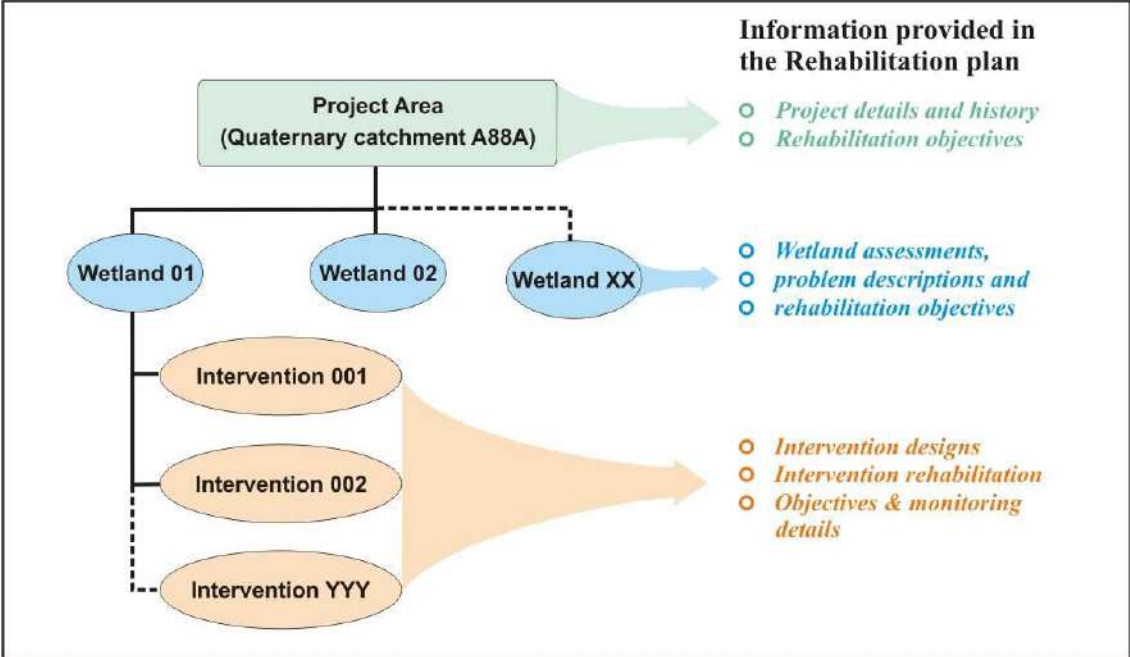 Information provided in
the Rehabilitation plan
Project Area
(Quaternary catchment A88A)
Project details and history
Rehabilitation objectives
Wetland 01
Wetland 02
Wetland XX
Wetland assessments,
problem descriptions and
rehabilitation objectives
Intervention 001
Intervention 002
Intervention YYY
Intervention designs
Intervention rehabilitation
Objectives & monitoring
details